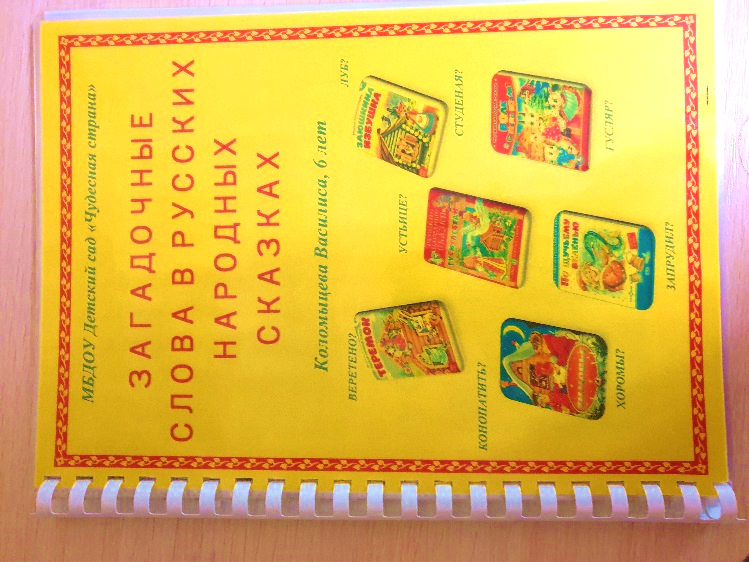 МБДОУ Детский сад «Чудесная страна»
ЗАГАДОЧНЫЕ
СЛОВА В РУССКИХ
НАРОДНЫХ
СКАЗКАХ
Коломыцева Василиса, 6 лет
ВЕРЕТЕНО?
УСТЬИЦЕ?
ЛУБ?
ЗАЮШКИНА
ИЗБУШКА
ТЕРЕМОК
СТУДЕНАЯ?
КОНОПАТИТЬ?
ПО ЩУЧЬЕМУ
ВЕЛЕНЬЮ
ГУСЛЯР?
ХОРОМЫ?
ЗАПРУДИЛ?